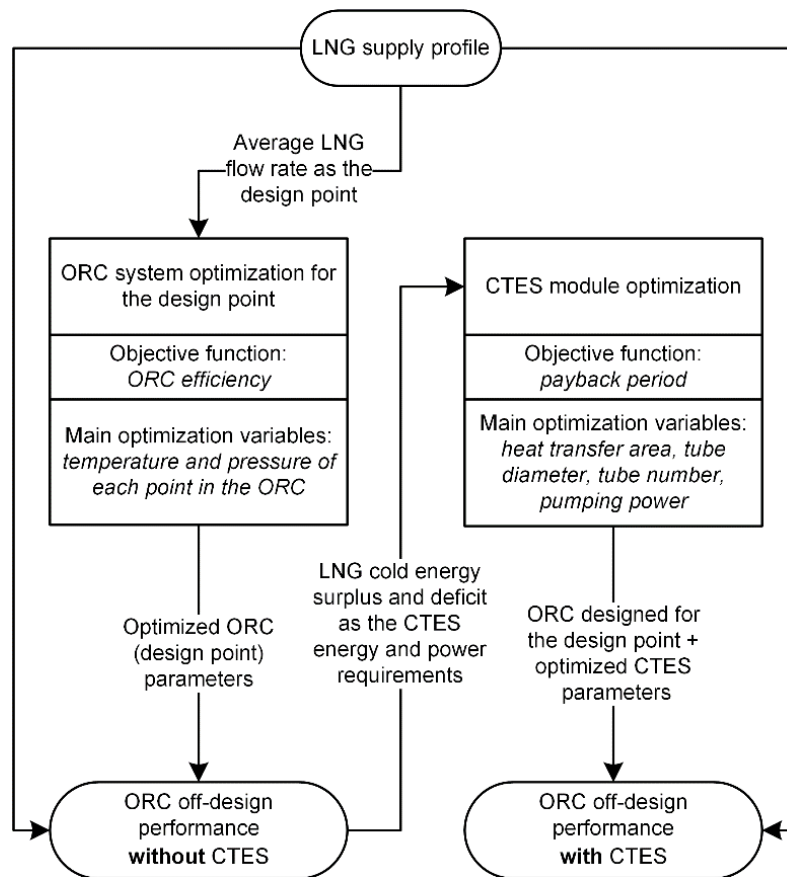 LNG supply profile
Average LNG
flow rate as the
design point
ORC system optimization for
the design point
Objective function:
ORC efficiency
Main optimization variables:
temperature and pressure of
each point in the ORC
Optimized ORC
(design point)
parameters
ORC off-design
performance
without CTES
LNG cold energy
surplus and deficit
as the CTES
energy and power
requirements
CTES module optimization
Objective function:
payback period
Main optimization variables:
heat transfer area, tube
diameter, tube number,
pumping power
ORC designed for
the design point +
optimized CTES
parameters
ORC off-design
performance
with CTES